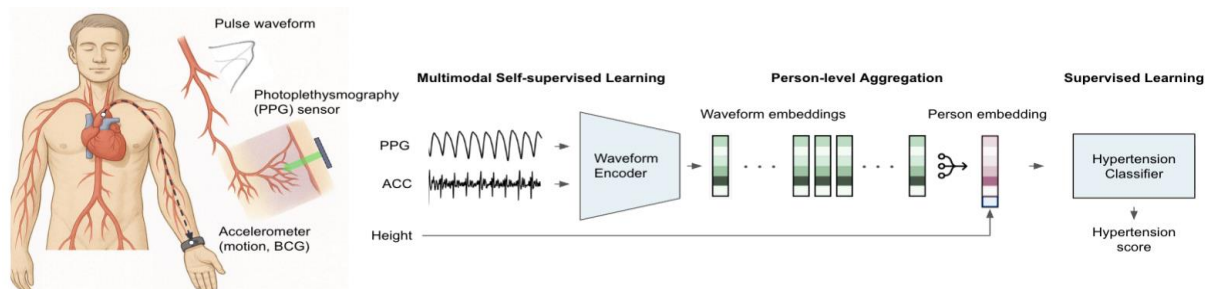 Pulse waveform
Photoplethysmography
(PPG) sensor
Accelerometer
(motion, BCG)
Multimodal Self-supervised Learning
Person-level Aggregation
Supervised Learning
Waveform embeddings
Person embedding
PPG
ACC
Height
Waveform
Encoder
Hypertension
Classifier
Hypertension
score